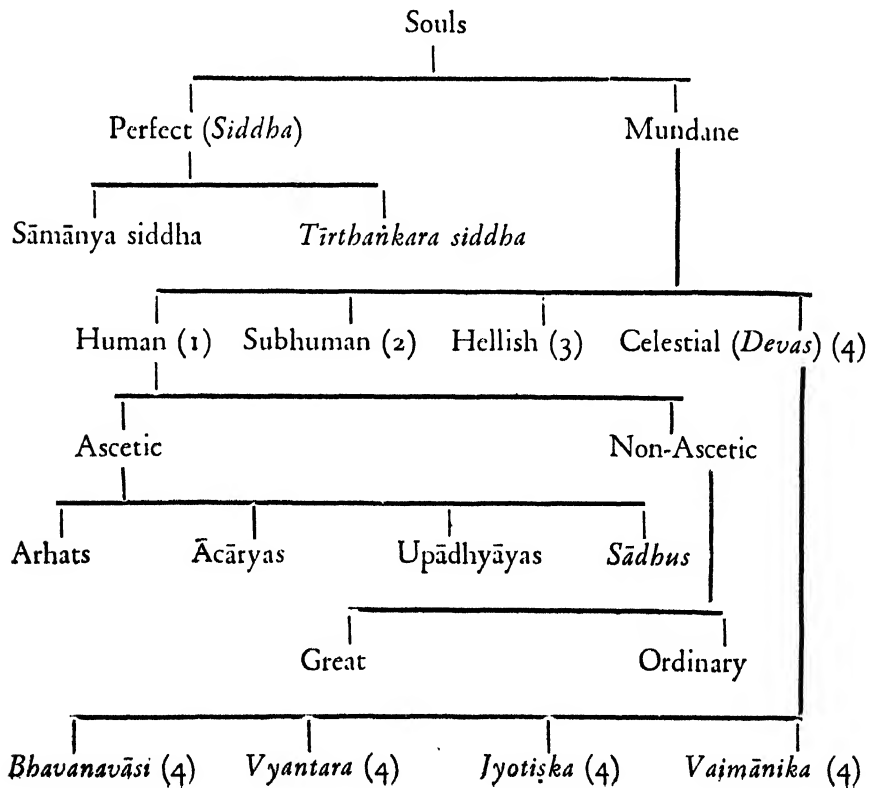 Souls
Perfect (Siddha) Mundane
Sāmānya siddha Tīrthaṅkara siddha
Human (1) Subhuman (2) Hellish (3) Celestial (Devas) (4)
Ascetic Non-Ascetic
Arhats Ācāryas Upādhyāyas Sādhus
Great Ordinary
Bhavanavāsi (4) Vyantara (4) Jyotiṣka (4) Vaimānika (4)